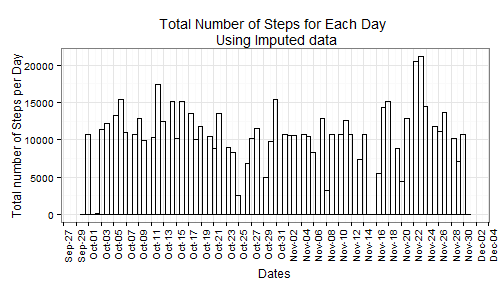 Total Number of Steps for Each Day
Using Imputed data
Total number of Steps per Day
20000
15000
10000
5000
0
Sep-27
Sep-29
Oct-01
Oct-03
Oct-05
Oct-07
Oct-09
Oct-11
Oct-13
Oct-15
Oct-17
Oct-19
Oct-21
Oct-23
Oct-25
Oct-27
Oct-29
Oct-31
Nov-02
Nov-04
Nov-06
Nov-08
Nov-10
Nov-12
Nov-14
Nov-16
Nov-18
Nov-20
Nov-22
Nov-24
Nov-26
Nov-28
Nov-30
Dec-02
Dec-04
Dates